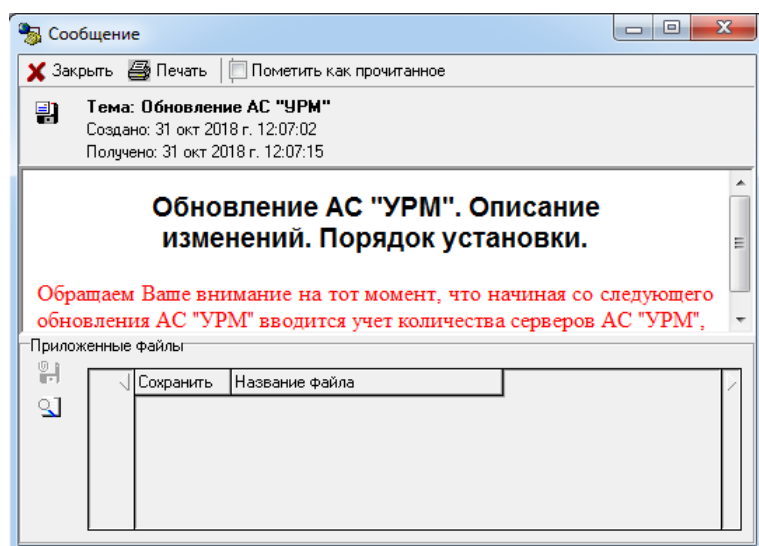 Сообщение
Закрыть Печать Пометить как прочитанное
Тема: Обновление АС "УРМ"
Создано: 31 окт 2018 г. 12:07:02
Получено: 31 окт 2018 г. 12:07:15
Обновление АС "УРМ". Описание
изменений. Порядок установки.
Обращаем Ваше внимание на тот момент, что начиная со следующего
обновления АС "УРМ" вводится учет количества серверов АС "УРМ",
Приложенные файлы
Сохранить Название файла